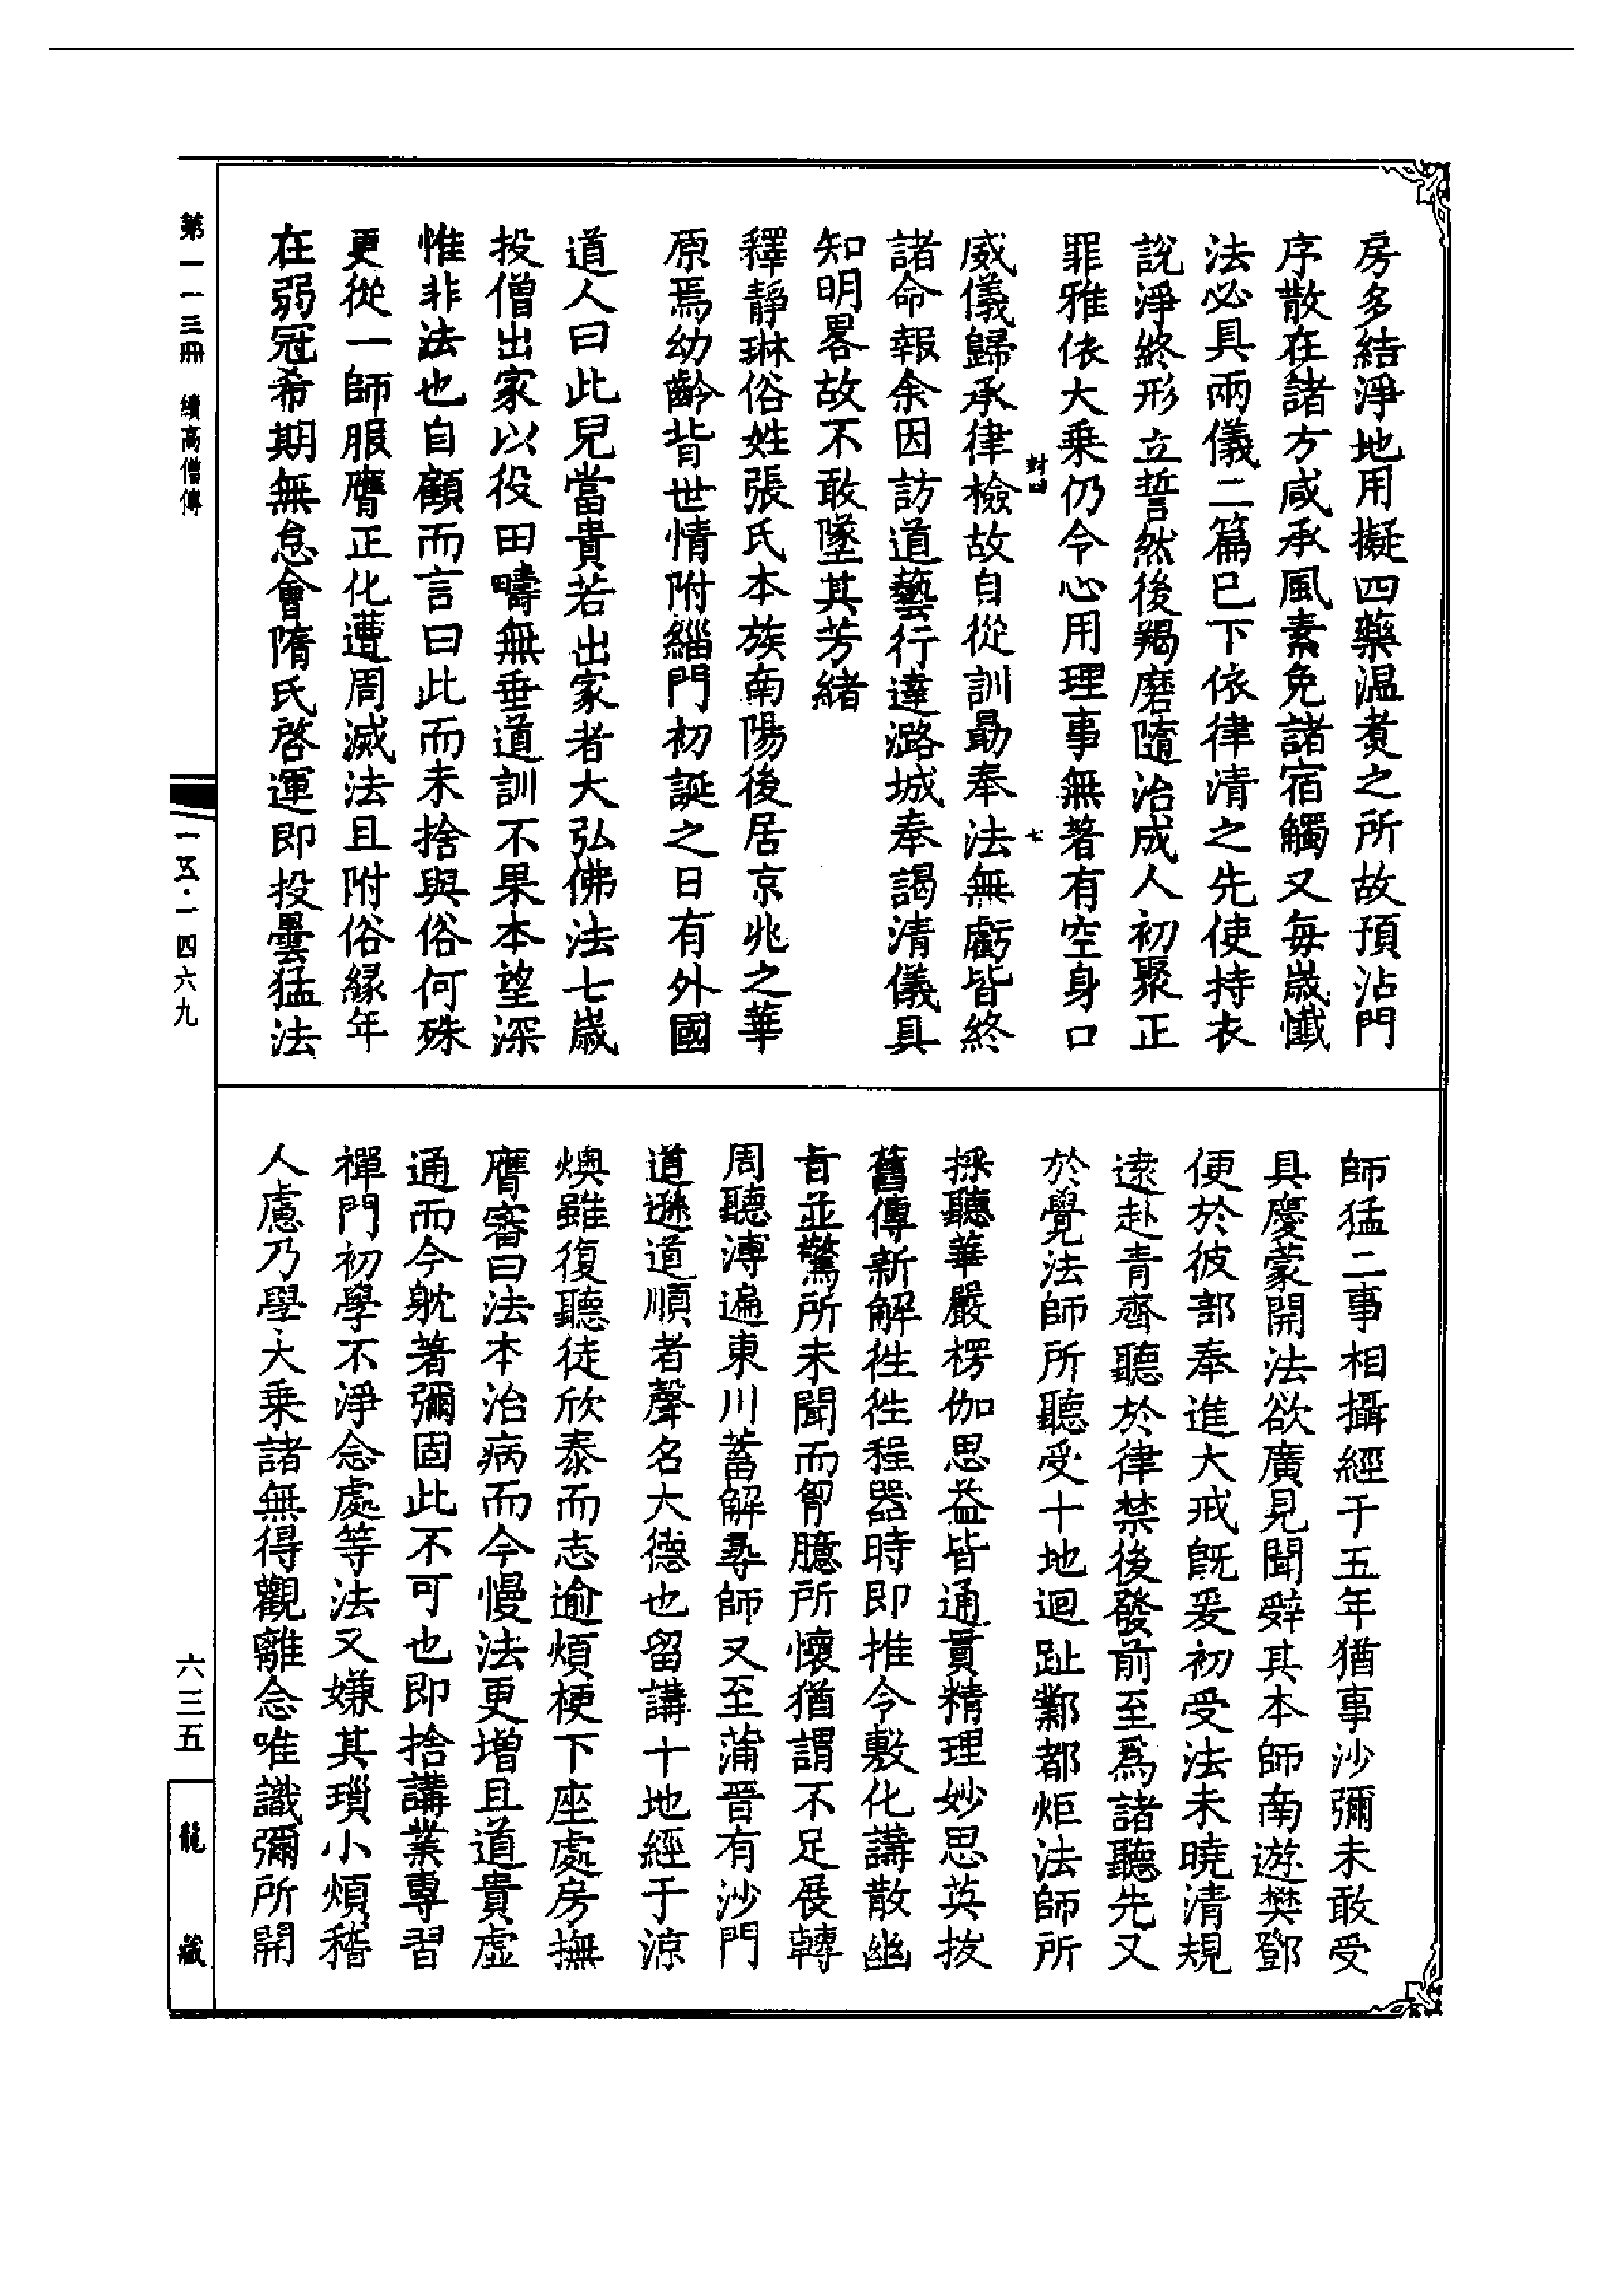 房多結淨地用擬四藥温煑之所故預沾門
序散在諸方咸承風素免諸宿觸又每嵗懺
法必具兩儀二篇已下依律清之先使持衣
說淨終形立誓然後羯磨隨治成人初聚正
罪雅依大乗仍令心用理事無著有空身口
封四 七
威儀歸承律檢故自從訓勗奉法無虧皆終
諸命報余因訪道藝行達潞城奉謁清儀具
知明畧故不敢墜其芳緒
釋靜琳俗姓張氏本族南陽後居京兆之華
原焉幼齡背世情附緇門初誕之日有外國
道人曰此兒當貴若出家者大弘佛法七嵗
投僧出家以役田疇無垂道訓不果本望深
惟非法也自顧而言曰此而未捨與俗何殊
更從一師服膺正化遭周滅法且附俗縁年
在弱冠希期無怠會隋氏啓運即投曇猛法
師猛二事相攝經于五年猶事沙彌未敢受
具慶蒙開法欲廣見聞辭其本師南遊樊鄧
便於彼部奉進大戒旣爰初受法未曉清規
遠赴青齊聽於律禁後發前至爲諸聽先又
於覺法師所聽受十地迴趾鄴都炬法師所
採聽華嚴楞伽思益皆通貫精理妙思英拔
舊傳新解徃徃程器時即推令敷化講散幽
㫖並驚所未聞而胷臆所懷猶謂不足展轉
周聽溥遍東川蓄解尋師又至蒲晉有沙門
道遜道順者聲名大德也留講十地經于涼
燠雖復聽徒欣泰而志逾煩梗下座處房撫
膺審曰法本治病而今慢法更增且道貴虛
通而今躭著彌固此不可也即捨講業專習
禪門初學不淨念處等法又嫌其瑣小煩稽
人慮乃學大乗諸無得觀離念唯識彌所開
第一一三冊 續高僧傳
一五·一四六九
六三五
龍藏